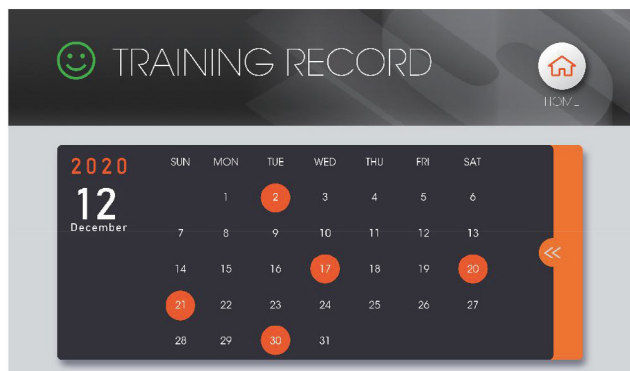 TRAINING RECORD
HOME
2020
12
December
SUN MON TUE WED THU FRI SAT
1 2 3 4 5 6
7 8 9 10 11 12 13
14 15 16 17 18 19 20
21 22 23 24 25 26 27
28 29 30 31